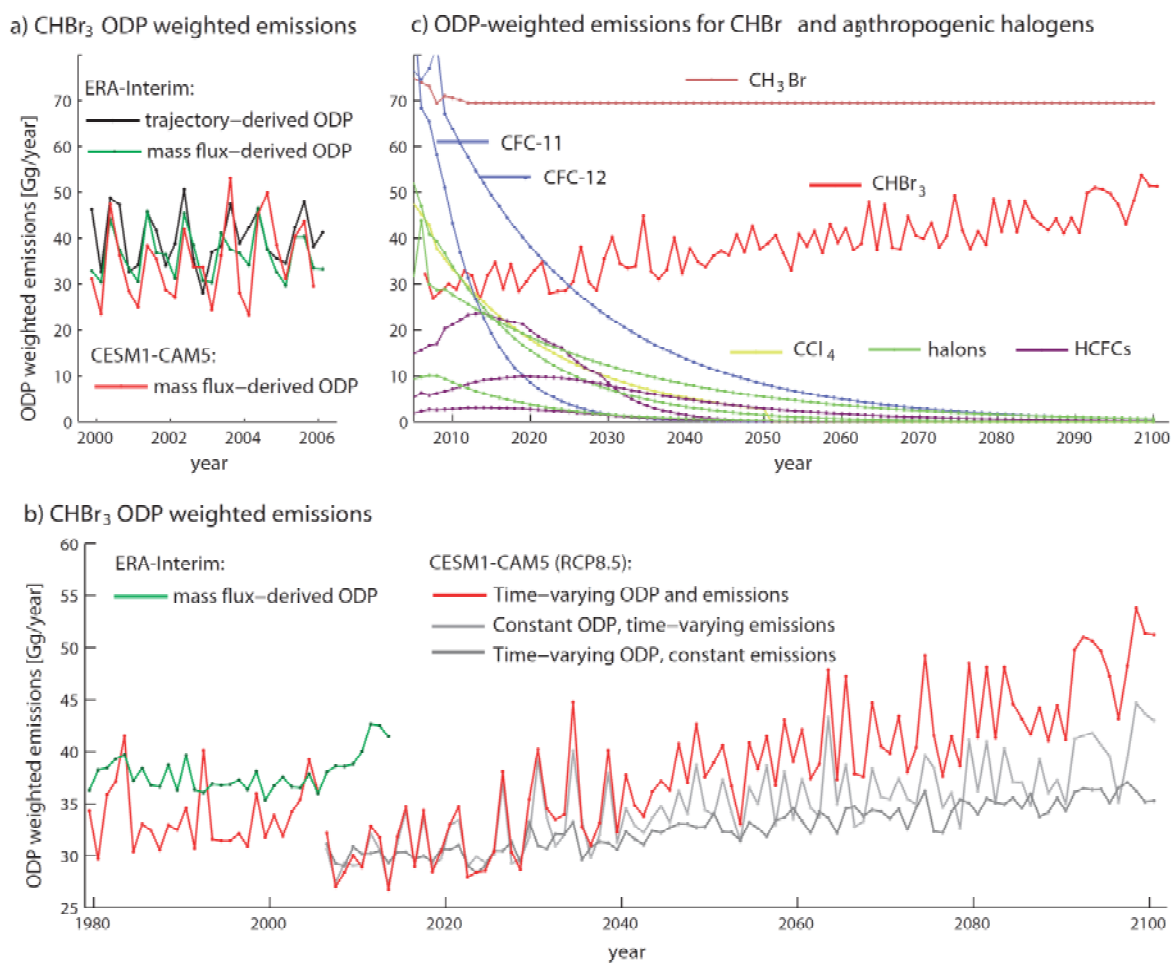 a) CHBr3 ODP weighted emissions
ERA-Interim:
trajectory-derived ODP
mass flux-derived ODP
CESM1-CAM5:
mass flux-derived ODP
ODP weighted emissions [Gg/year]
70
60
50
40
30
20
10
0
2000 2002 2004 2006
year
c) ODP-weighted emissions for CHBr3 and anthropogenic halogens
CH3Br
CFC-11
CFC-12
CHBr3
CCl4 halons HCFCs
70
60
50
40
30
20
10
0
2010 2020 2030 2040 2050 2060 2070 2080 2090 2100
year
b) CHBr3 ODP weighted emissions
ERA-Interim:
mass flux-derived ODP
CESM1-CAM5 (RCP8.5):
Time-varying ODP and emissions
Constant ODP, time-varying emissions
Time-varying ODP, constant emissions
ODP weighted emissions [Gg/year]
60
55
50
45
40
35
30
25
1980 2000 2020 2040 2060 2080 2100
year